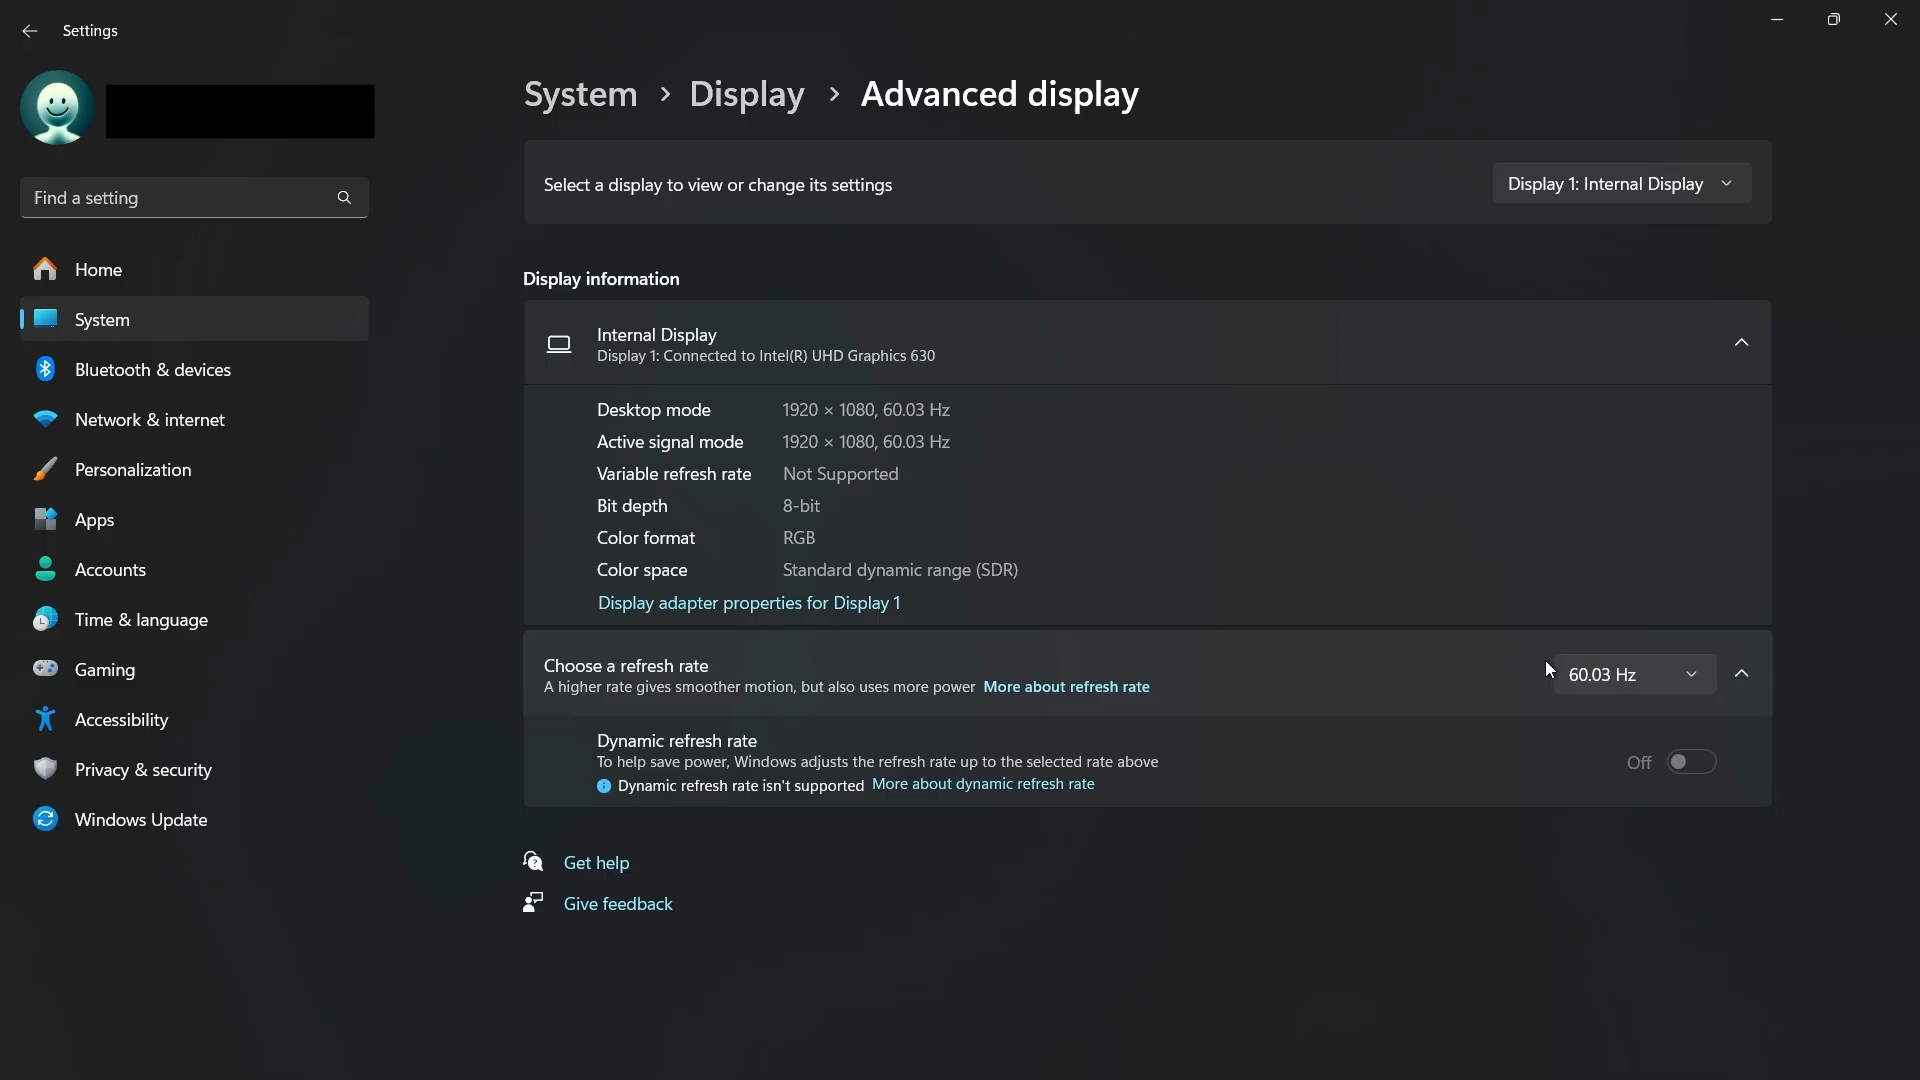 Settings
Find a setting
Home
System
Bluetooth & devices
Network & internet
Personalization
Apps
Accounts
Time & language
Gaming
Accessibility
Privacy & security
Windows Update
System > Display > Advanced display
Select a display to view or change its settings
Display 1: Internal Display
Display information
Internal Display
Display 1: Connected to Intel(R) UHD Graphics 630
Desktop mode 1920 × 1080, 60.03 Hz
Active signal mode 1920 × 1080, 60.03 Hz
Variable refresh rate Not Supported
Bit depth 8-bit
Color format RGB
Color space Standard dynamic range (SDR)
Display adapter properties for Display 1
Choose a refresh rate
A higher rate gives smoother motion, but also uses more power More about refresh rate
60.03 Hz
Dynamic refresh rate
To help save power, Windows adjusts the refresh rate up to the selected rate above
Dynamic refresh rate isn't supported More about dynamic refresh rate
Off
Get help
Give feedback